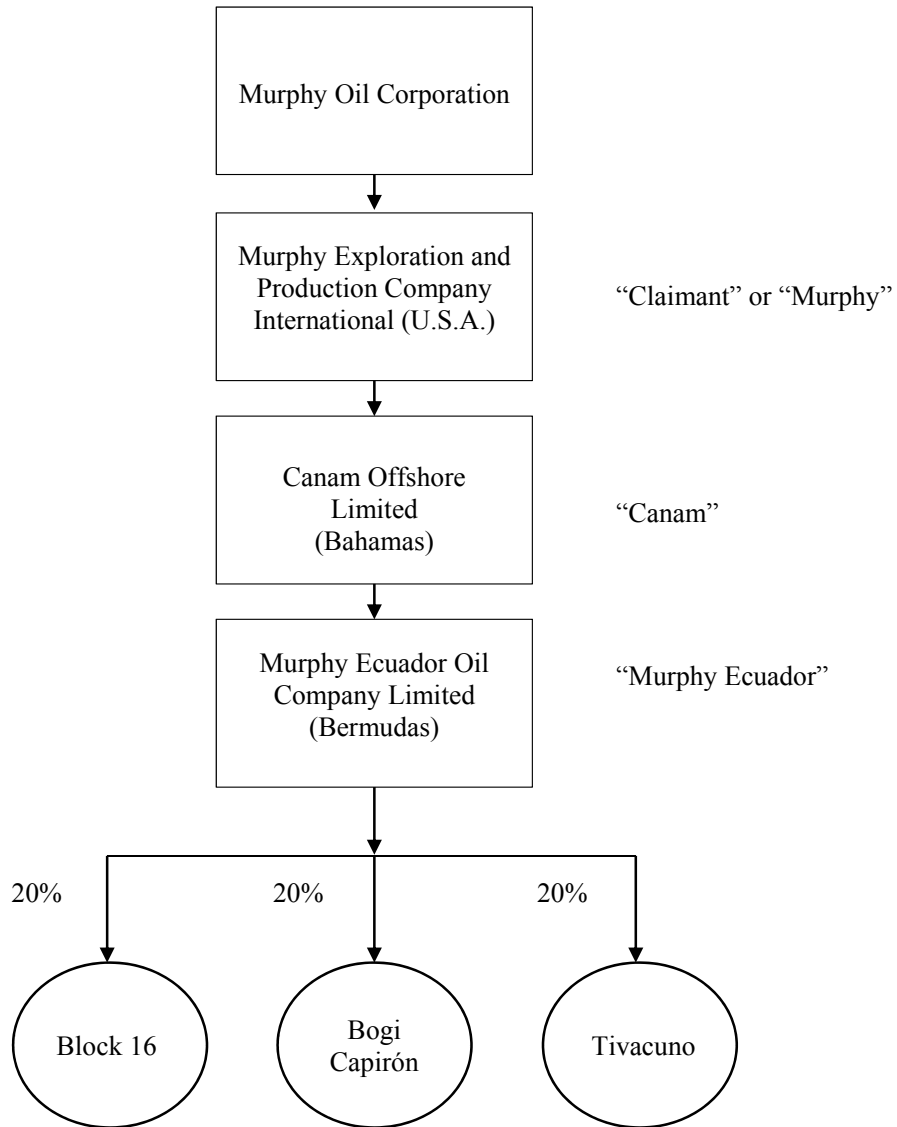 Murphy Oil Corporation
Murphy Exploration and
Production Company
International (U.S.A.)
“Claimant” or “Murphy”
Canam Offshore
Limited
(Bahamas)
“Canam”
Murphy Ecuador Oil
Company Limited
(Bermudas)
“Murphy Ecuador”
20%
20%
20%
Block 16
Bogi
Capirón
Tivacuno